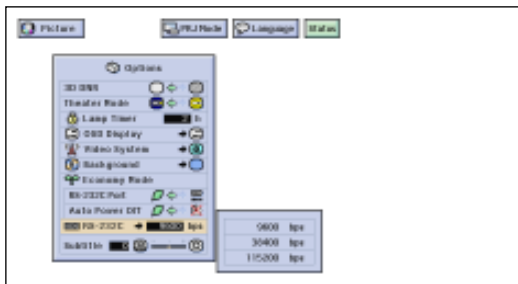 Picture
PRJ Mode
Language
Status
Options
3D DNR
Theater Mode
Lamp Timer h
OSD Display
Video System
Background
Economy Mode
RS-232C Port
Auto Power Off
RS-232C 9600 bps
Subtitle
9600 bps
38400 bps
115200 bps